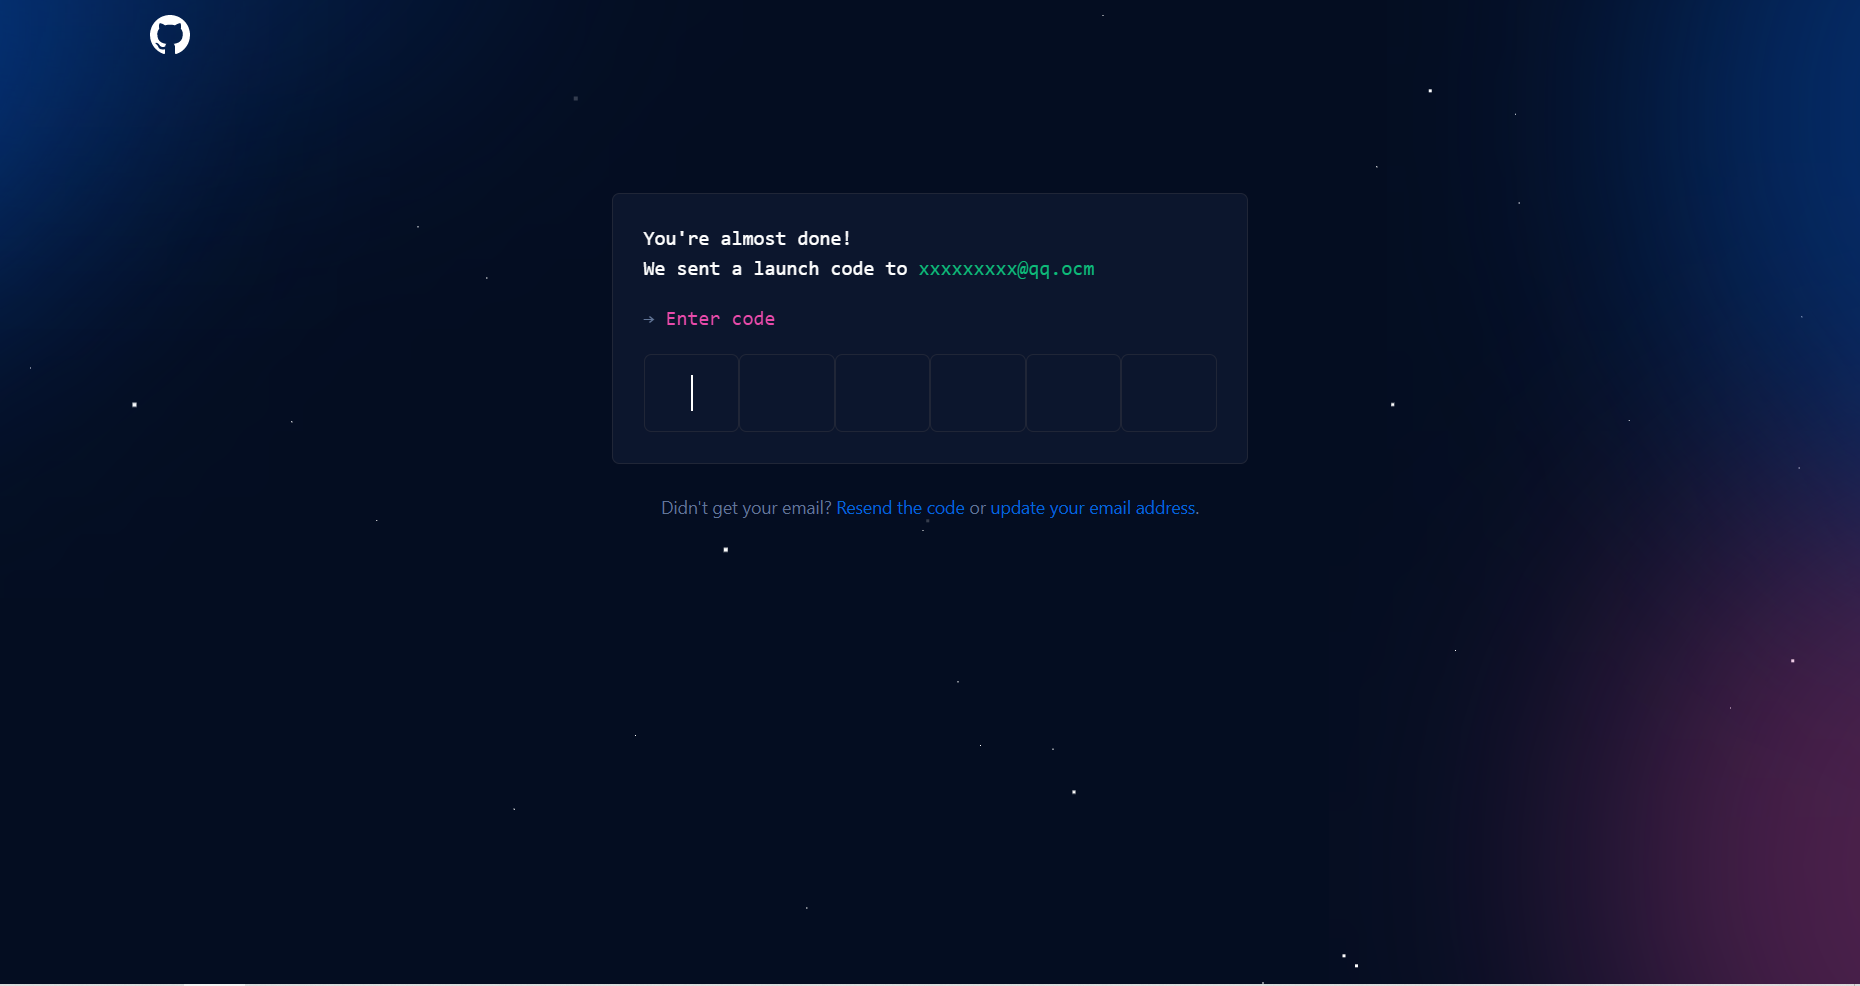 You're almost done!
We sent a launch code to xxxxxxxxx@qq.ocm
→ Enter code
Didn't get your email? Resend the code or update your email address.